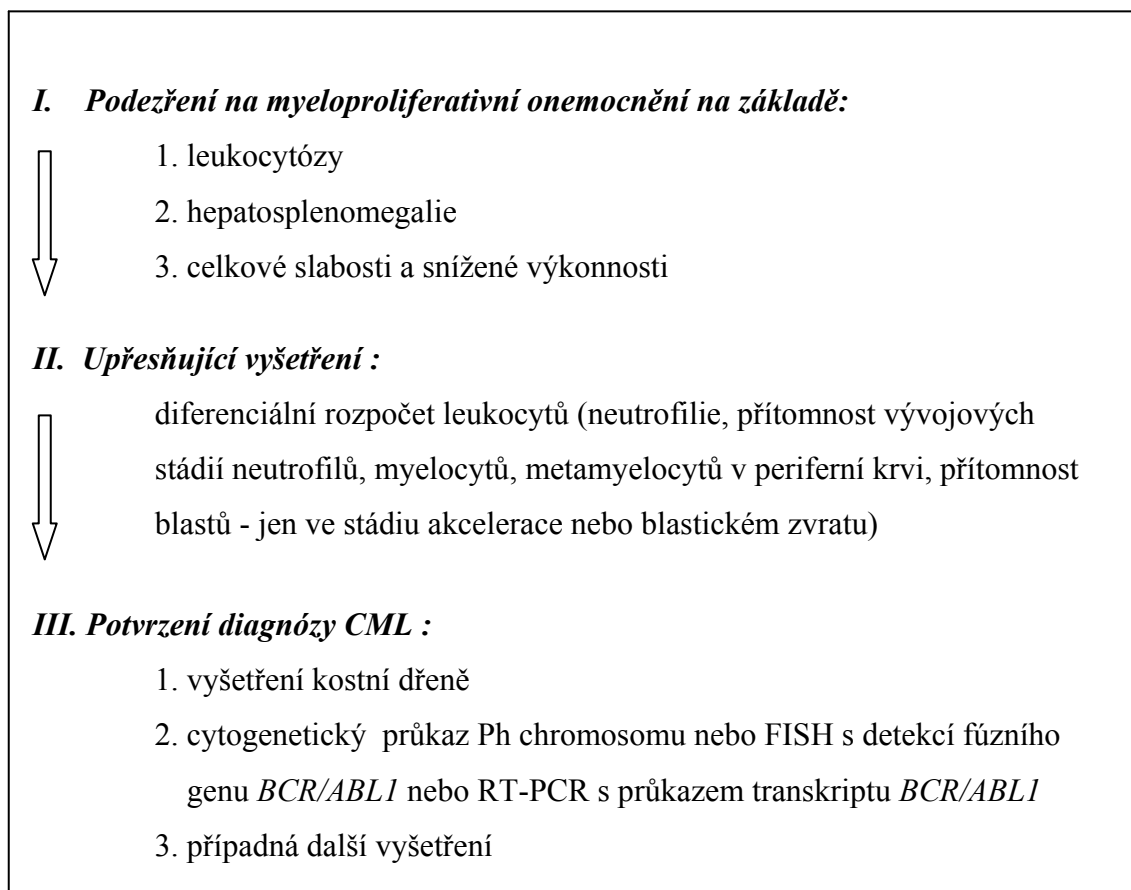 I. Podezření na myeloproliferativní onemocnění na základě:
1. leukocytózy
2. hepatosplenomegalie
3. celkové slabosti a snížené výkonnosti
II. Upřesňující vyšetření :
diferenciální rozpočet leukocytů (neutrofilie, přítomnost vývojových
stádií neutrofilů, myelocytů, metamyelocytů v periferní krvi, přítomnost
blastů - jen ve stádiu akcelerace nebo blastickém zvratu)
III. Potvrzení diagnózy CML :
1. vyšetření kostní dřeně
2. cytogenetický průkaz Ph chromosomu nebo FISH s detekcí fúzního
genu BCR/ABL1 nebo RT-PCR s průkazem transkriptu BCR/ABL1
3. případná další vyšetření